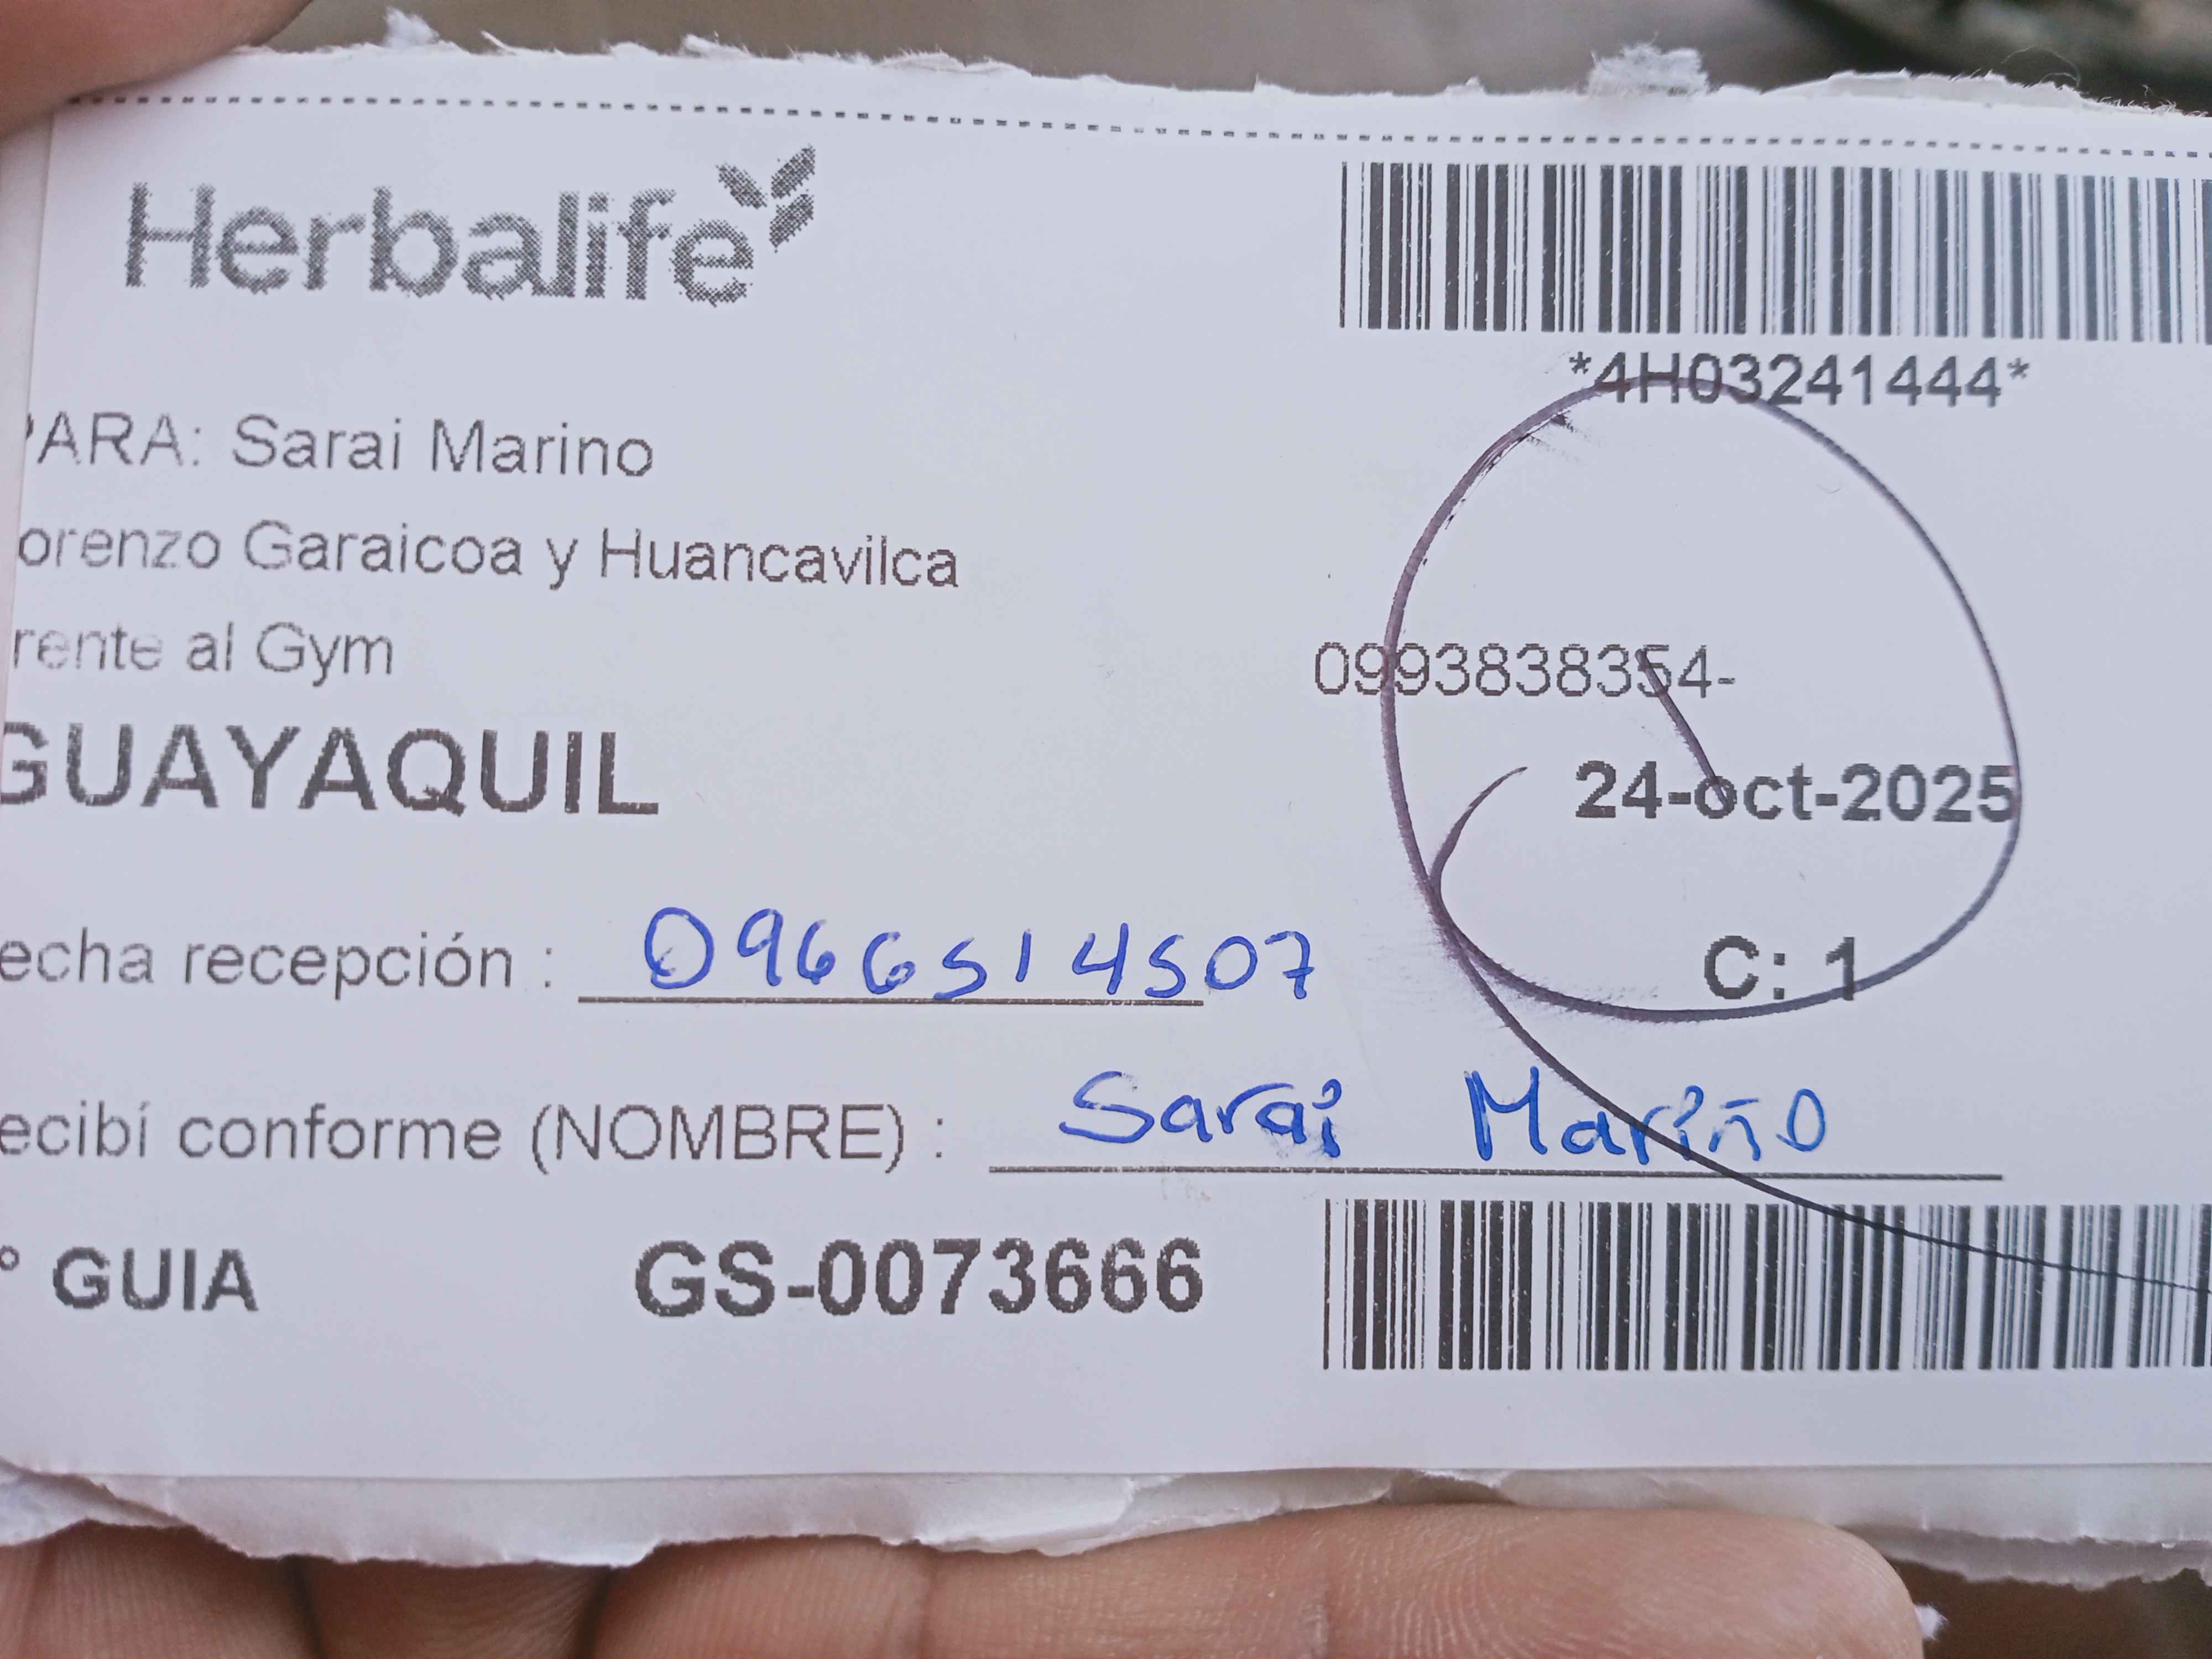 Herbalife
*4H03241444*
PARA: Sarai Marino
orenzo Garaicoa y Huancavilca
rente al Gym
0993838354-
GUAYAQUIL
24-oct-2025
echa recepción : 0966514507
C: 1
ecibí conforme (NOMBRE) : Sarai Mariño
° GUIA GS-0073666